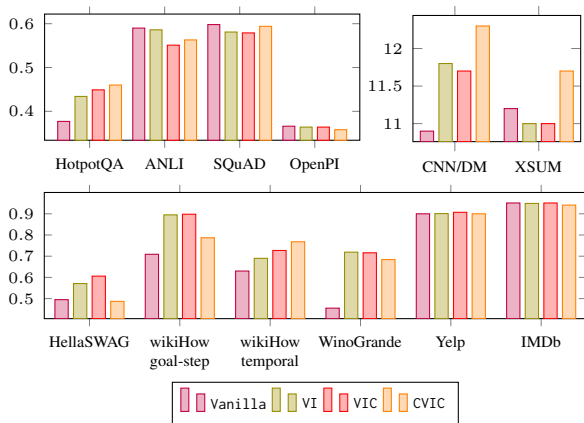 0.6
0.4
HotpotQA ANLI SQuAD OpenPI
12
11.5
11
CNN/DM XSUM
0.9
0.8
0.7
0.6
0.5
HellaSWAG wikiHow goal-step wikiHow temporal WinoGrande Yelp IMDb
Vanilla VI VIC CVIC